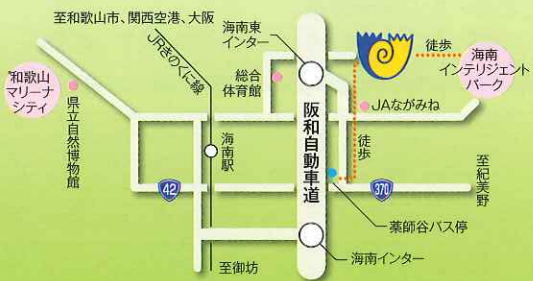 至和歌山市、関西空港、大阪
JRきのくに線
海南東
インター
徒歩
海南
インテリジェント
パーク
和歌山
マリーナ
シティ
県立自然博物館
総合
体育館
JAながみね
阪和自動車道
徒歩
海南駅
至紀美野
42
370
薬師谷バス停
海南インター
至御坊